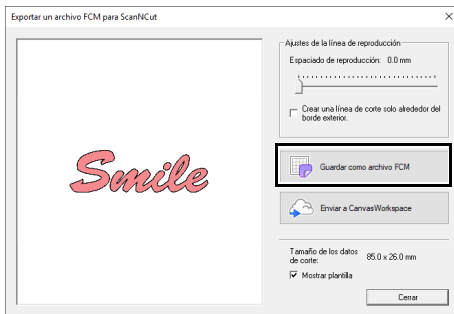 Exportar un archivo FCM para ScanNCut
Ajustes de la línea de reproducción
Espaciado de reproducción: 0.0 mm
Crear una línea de corte solo alrededor del
borde exterior.
Smile
Guardar como archivo FCM
Enviar a CanvasWorkspace
Tamaño de los datos
de corte: 85.0 x 26.0 mm
Mostrar plantilla
Cerrar